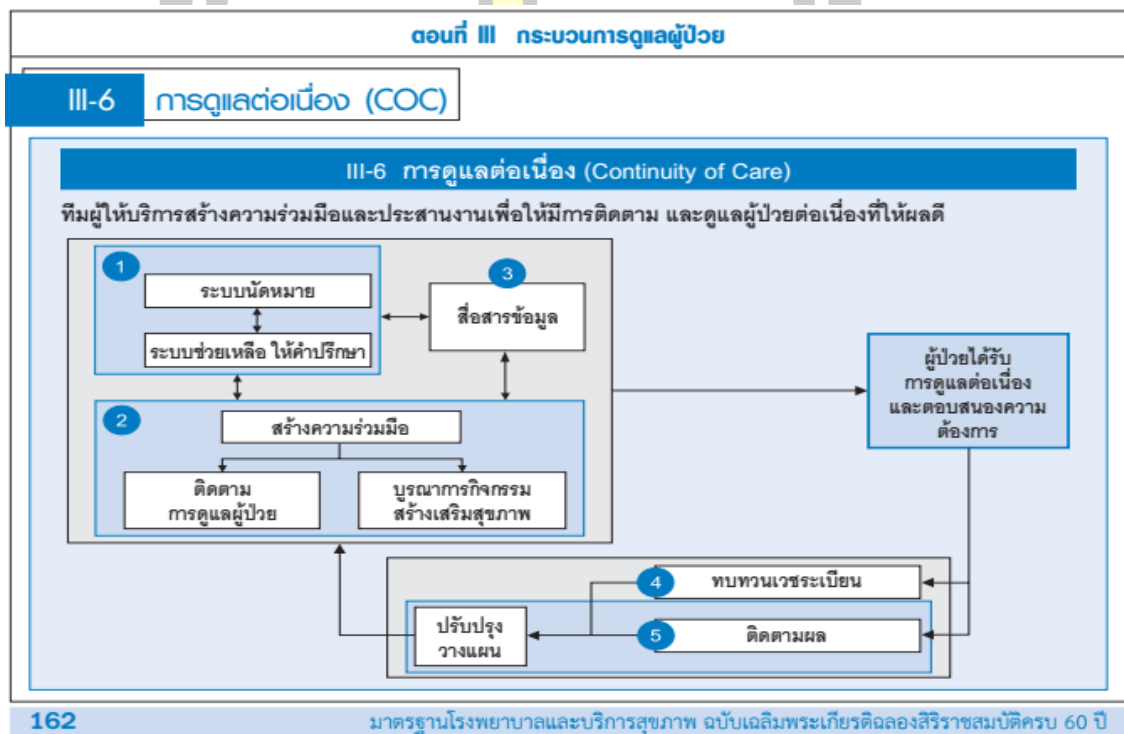 ตอนที่ III กระบวนการดูแลผู้ป่วย
III-6 การดูแลต่อเนื่อง (COC)
III-6 การดูแลต่อเนื่อง (Continuity of Care)
ทีมผู้ให้บริการสร้างความร่วมมือและประสานงานเพื่อให้มีการติดตาม และดูแลผู้ป่วยต่อเนื่องที่ให้ผลดี
1
ระบบนัดหมาย
ระบบช่วยเหลือ ให้คำปรึกษา
3
สื่อสารข้อมูล
2
สร้างความร่วมมือ
ติดตาม
การดูแลผู้ป่วย
บูรณาการกิจกรรม
สร้างเสริมสุขภาพ
ผู้ป่วยได้รับ
การดูแลต่อเนื่อง
และตอบสนองความ
ต้องการ
4 ทบทวนเวชระเบียน
5 ติดตามผล
ปรับปรุง
วางแผน
162 มาตรฐานโรงพยาบาลและบริการสุขภาพ ฉบับเฉลิมพระเกียรติฉลองสิริราชสมบัติครบ 60 ปี